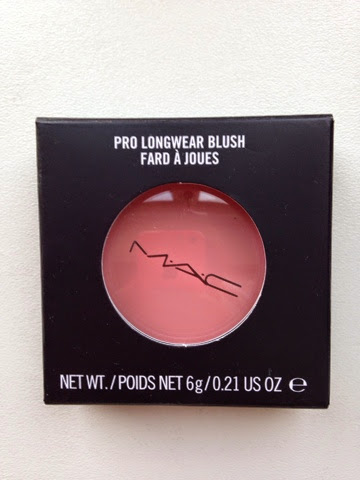 PRO LONGWEAR BLUSH
FARD À JOUES
M·A·C
NET WT./POIDS NET 6g/0.21 US OZ ℮